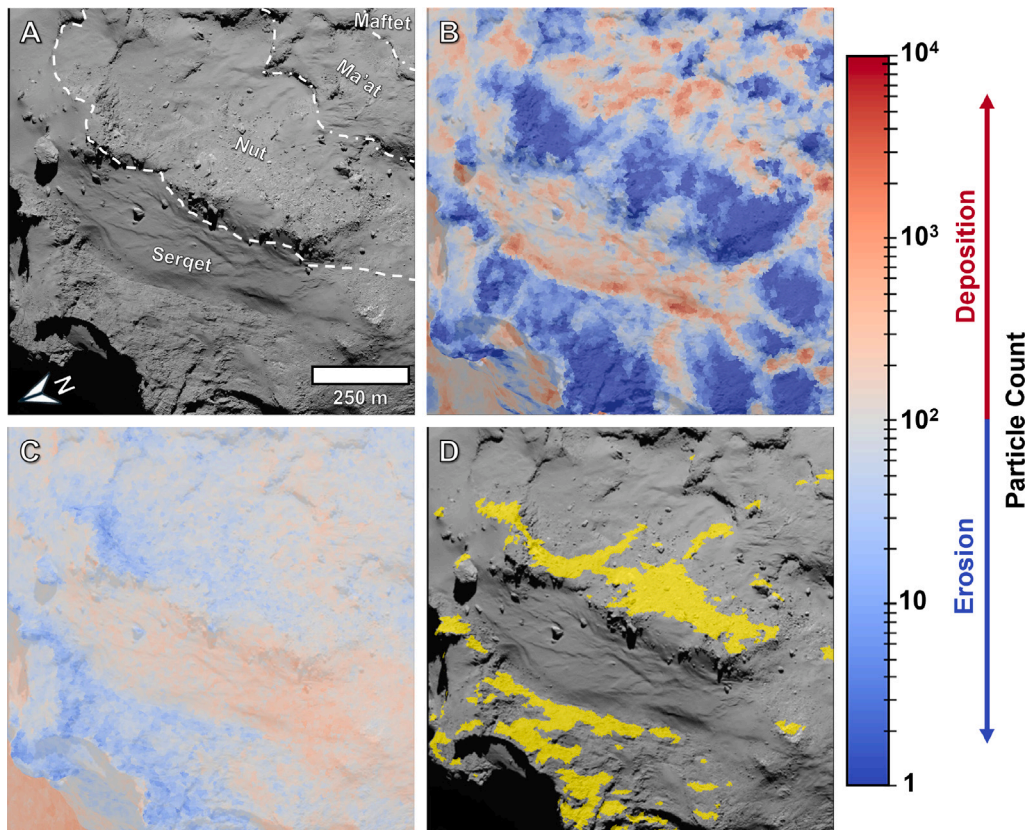 A
Maftet
Ma'at
Nut
Serqet
N
250 m
B
C
D
10⁴
10³
10²
10
1
Deposition
Erosion
Particle Count